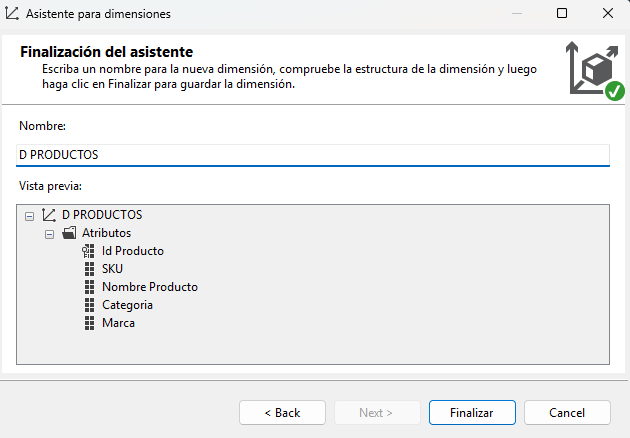 Asistente para dimensiones
Finalización del asistente
Escriba un nombre para la nueva dimensión, compruebe la estructura de la dimensión y luego
haga clic en Finalizar para guardar la dimensión.
Nombre:
D PRODUCTOS
Vista previa:
D PRODUCTOS
Atributos
Id Producto
SKU
Nombre Producto
Categoria
Marca
< Back
Next >
Finalizar
Cancel